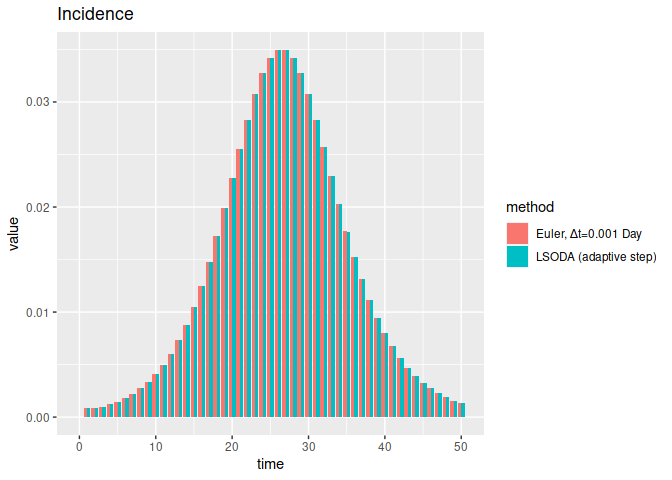 Incidence
0.03
0.02
0.01
0.00
value
0 10 20 30 40 50
time
method
Euler, Δt=0.001 Day
LSODA (adaptive step)